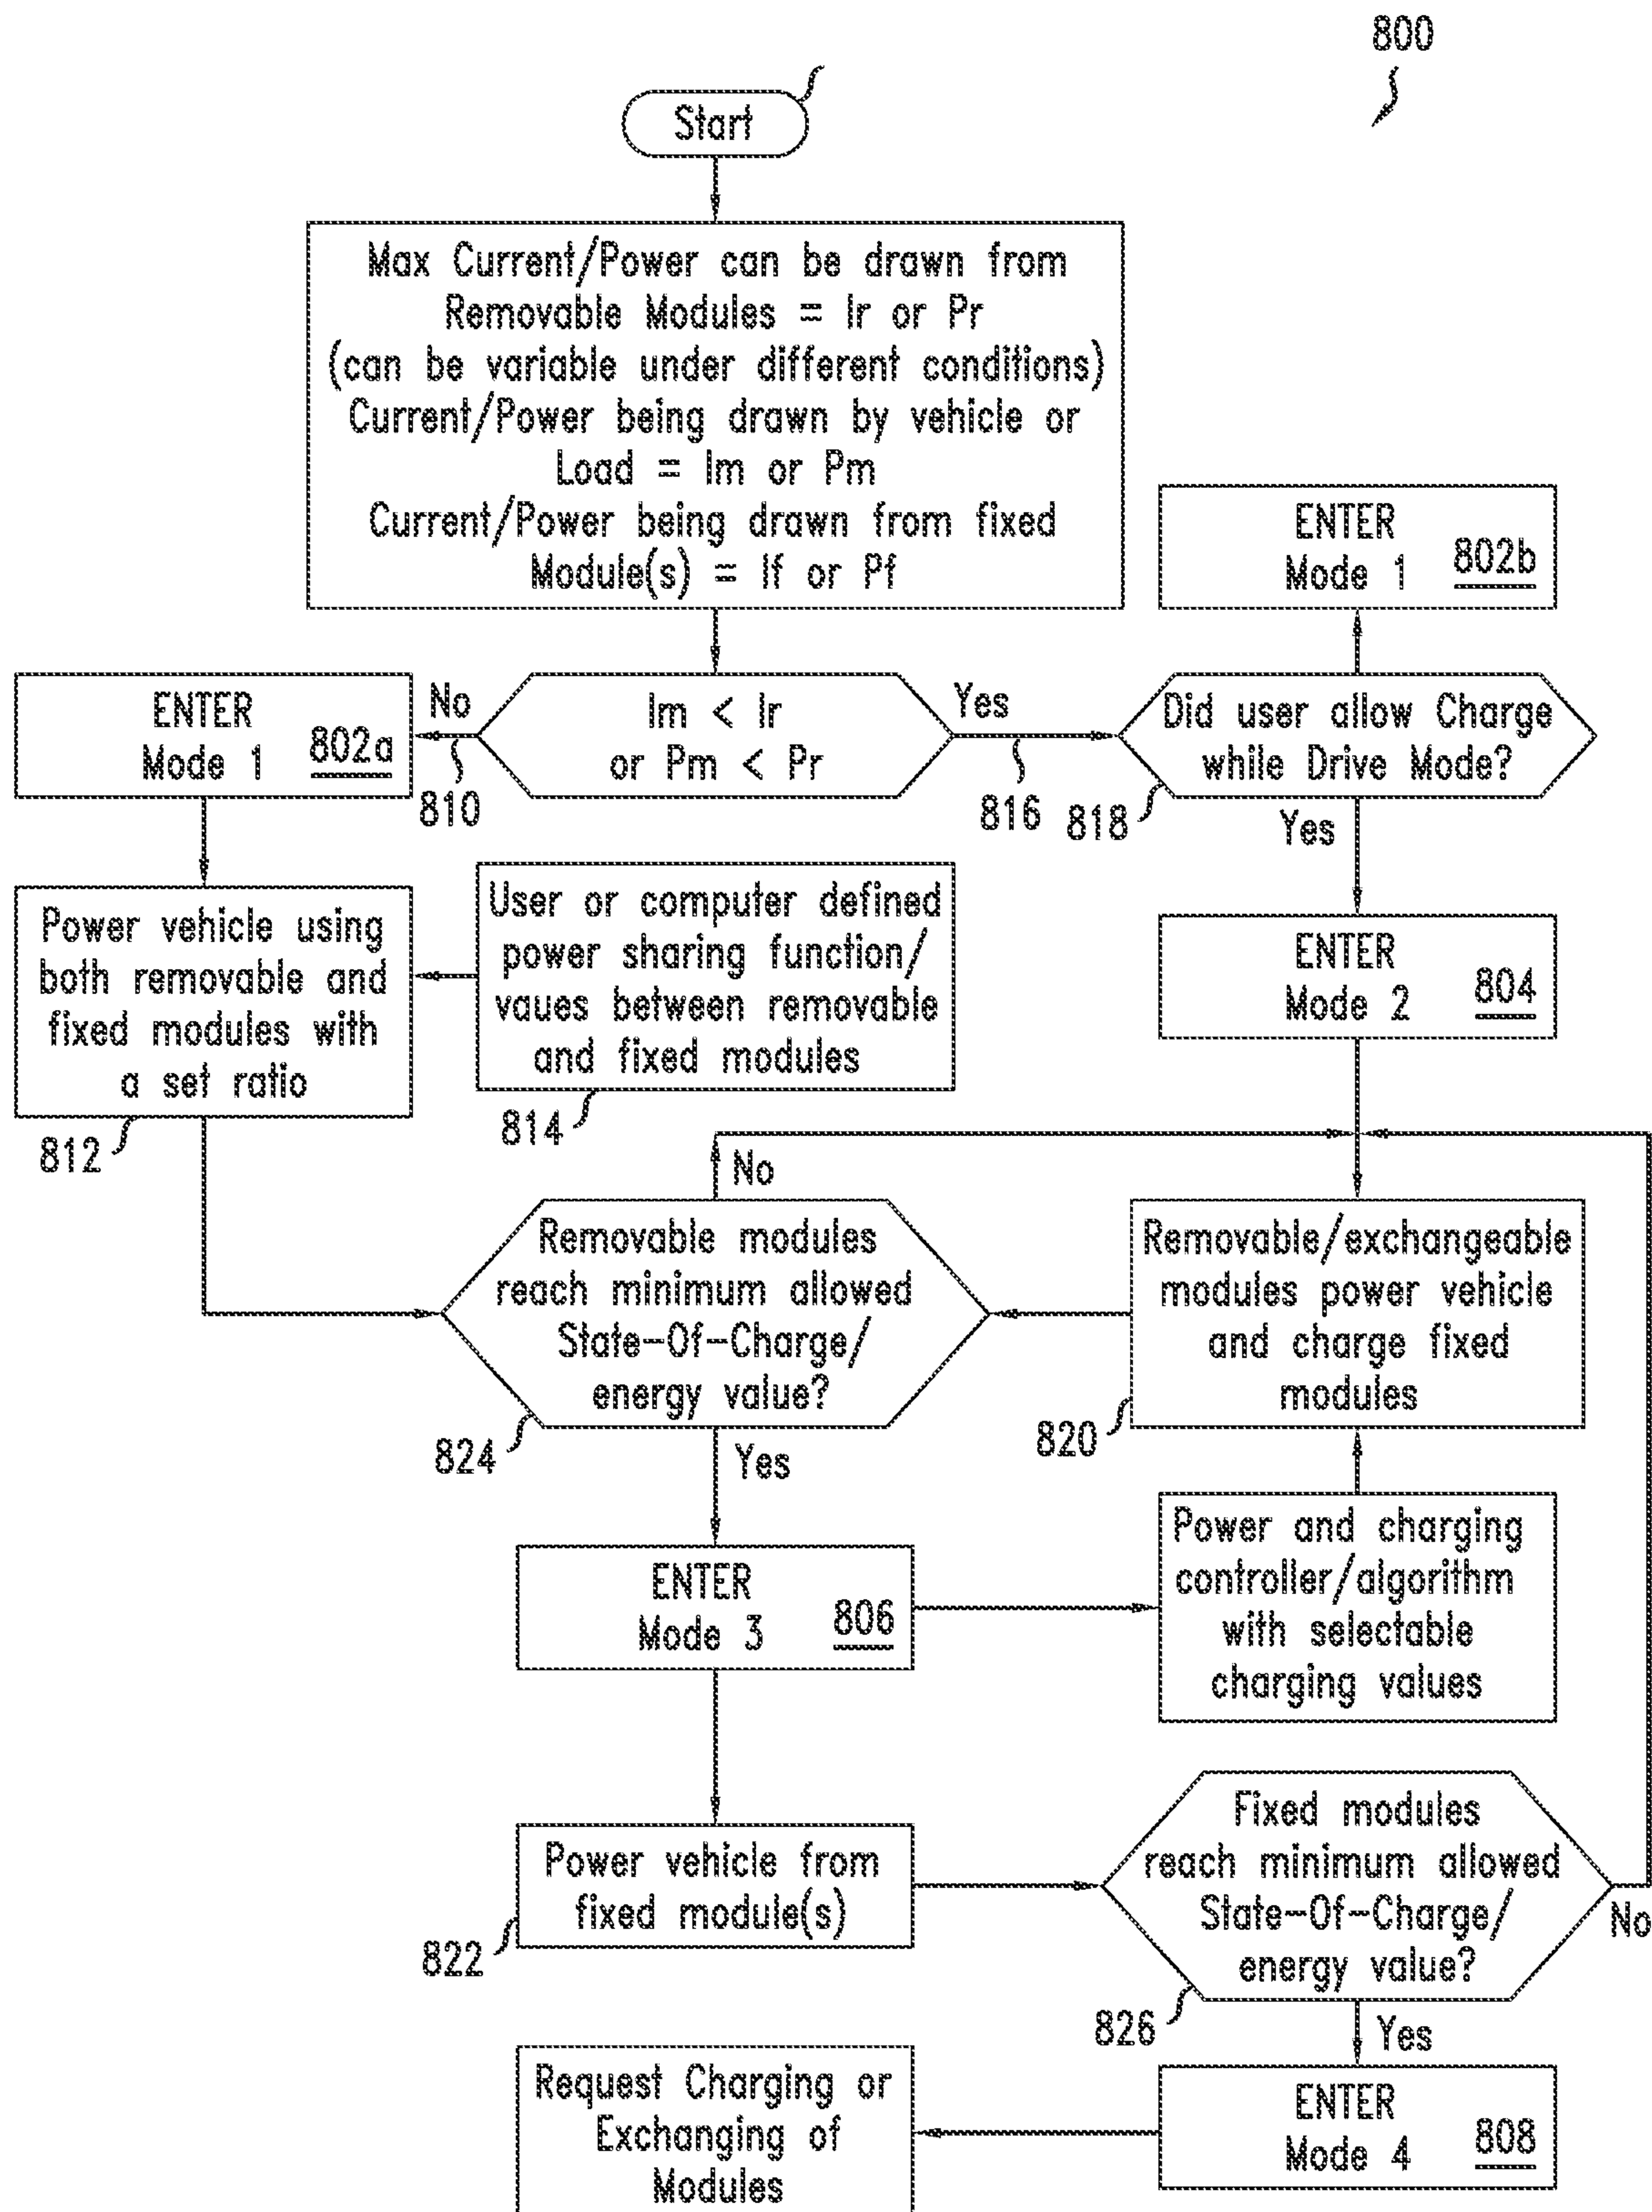 800
Start
Max Current/Power can be drawn from
Removable Modules = Ir or Pr
(can be variable under different conditions)
Current/Power being drawn by vehicle or
Load = Im or Pm
Current/Power being drawn from fixed
Module(s) = If or Pf
ENTER
Mode 1 802b
ENTER
Mode 1 802a
No
810
Im < Ir
or Pm < Pr
Yes
816
Did user allow Charge
while Drive Mode?
818
Yes
Power vehicle using
both removable and
fixed modules with
a set ratio
812
User or computer defined
power sharing function/
vaues between removable
and fixed modules
814
ENTER
Mode 2 804
No
Removable modules
reach minimum allowed
State-Of-Charge/
energy value?
824
Yes
Removable/exchangeable
modules power vehicle
and charge fixed
modules
820
ENTER
Mode 3 806
Power and charging
controller/algorithm
with selectable
charging values
Power vehicle from
fixed module(s)
822
Fixed modules
reach minimum allowed
State-Of-Charge/
energy value?
826
No
Yes
Request Charging or
Exchanging of
Modules
ENTER
Mode 4 808